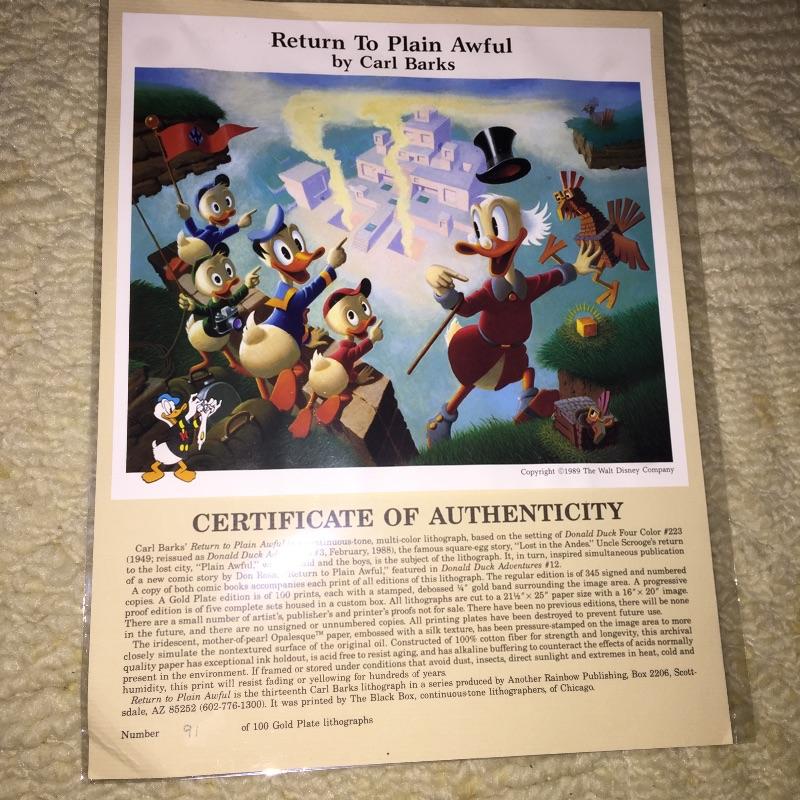 Return To Plain Awful
by Carl Barks
Copyright ©1989 The Walt Disney Company
CERTIFICATE OF AUTHENTICITY
Carl Barks' Return to Plain Awful continuous-tone, multi-color lithograph, based on the setting of Donald Duck Four Color #223
(1949; reissued as Donald Duck #3, February, 1988), the famous square-egg story, "Lost in the Andes." Uncle Scrooge's return
to the lost city, "Plain Awful," and the boys, is the subject of the lithograph. It, in turn, inspired simultaneous publication
of a new comic story by Don Rosa, "Return to Plain Awful," featured in Donald Duck Adventures #12.
A copy of both comic books accompanies each print of all editions of this lithograph. The regular edition is of 345 signed and numbered
copies. A Gold Plate edition is of 100 prints, each with a stamped, debossed ¼" gold band surrounding the image area. A progressive
proof edition is of five complete sets housed in a custom box. All lithographs are cut to a 21¼" × 25" paper size with a 16" × 20" image.
There are a small number of artist's, publisher's and printer's proofs not for sale. There have been no previous editions, there will be none
in the future, and there are no unsigned or unnumbered copies. All printing plates have been destroyed to prevent future use.
The iridescent, mother-of-pearl Opalesque™ paper, embossed with a silk texture, has been pressure-stamped on the image area to more
closely simulate the nontextured surface of the original oil. Constructed of 100% cotton fiber for strength and longevity, this archival
quality paper has exceptional ink holdout, is acid free to resist aging, and has alkaline buffering to counteract the effects of acids normally
present in the environment. If framed or stored under conditions that avoid dust, insects, direct sunlight and extremes in heat, cold and
humidity, this print will resist fading or yellowing for hundreds of years.
Return to Plain Awful is the thirteenth Carl Barks lithograph in a series produced by Another Rainbow Publishing, Box 2206, Scott-
sdale, AZ 85252 (602-776-1300). It was printed by The Black Box, continuous-tone lithographers, of Chicago.
Number 91 of 100 Gold Plate lithographs